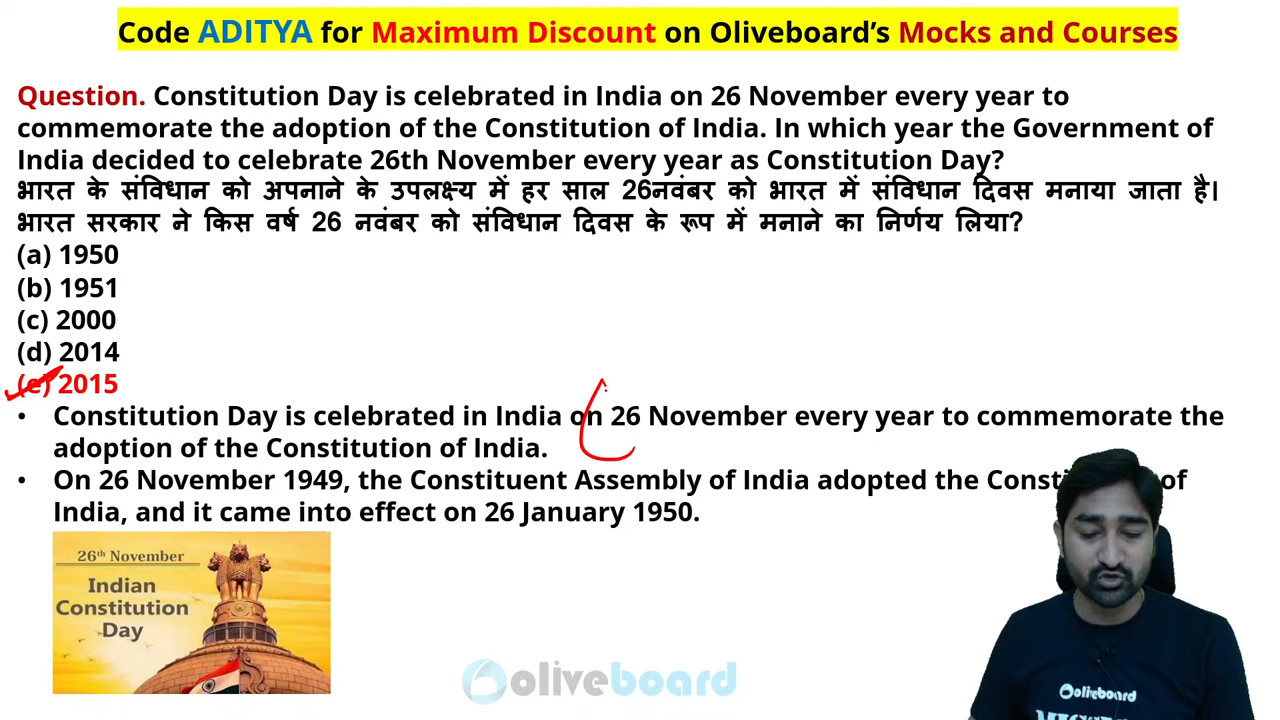 Code ADITYA for Maximum Discount on Oliveboard's Mocks and Courses
Question. Constitution Day is celebrated in India on 26 November every year to
commemorate the adoption of the Constitution of India. In which year the Government of
India decided to celebrate 26th November every year as Constitution Day?
भारत के संविधान को अपनाने के उपलक्ष्य में हर साल 26नवंबर को भारत में संविधान दिवस मनाया जाता है।
भारत सरकार ने किस वर्ष 26 नवंबर को संविधान दिवस के रूप में मनाने का निर्णय लिया?
(a) 1950
(b) 1951
(c) 2000
(d) 2014
(e) 2015
• Constitution Day is celebrated in India on 26 November every year to commemorate the
adoption of the Constitution of India.
• On 26 November 1949, the Constituent Assembly of India adopted the of
India, and it came into effect on 26 January 1950.
26th November
Indian
Constitution
Day
oliveboard
oliveboard